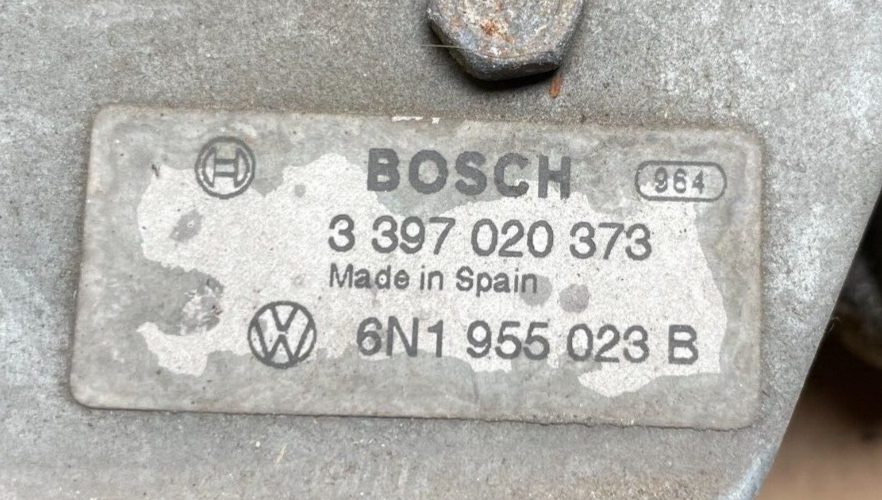 BOSCH 964
3 397 020 373
Made in Spain
6N1 955 023 B